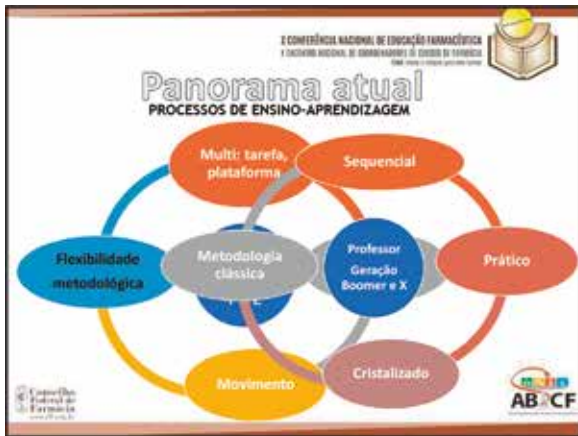 X CONFERÊNCIA NACIONAL DE EDUCAÇÃO FARMACÊUTICA
Panorama atual
PROCESSOS DE ENSINO-APRENDIZAGEM
Multi: tarefa,
plataforma
Sequencial
Flexibilidade
metodológica
Metodologia
clássica
Professor
Geração
Boomer e X
Prático
Movimento
Cristalizado
Conselho
Federal de
Farmácia